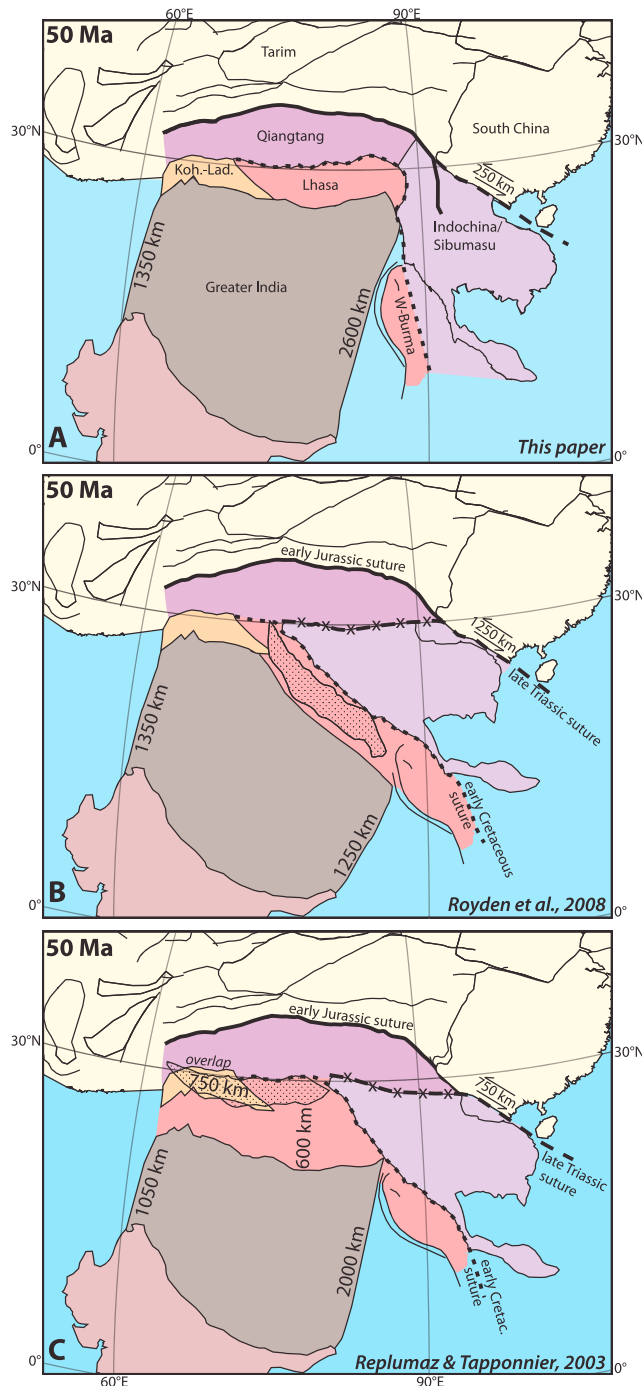 60°E
90°E
50 Ma
Tarim
30°N
30°N
Qiangtang
South China
Koh.-Lad.
Lhasa
250 km
Indochina/
Sibumasu
1350 km
Greater India
2600 km
W-Burma
A
This paper
0°
0°
50 Ma
early Jurassic suture
30°N
30°N
1250 km
late Triassic suture
1350 km
1250 km
early Cretaceous
suture
B
Royden et al., 2008
0°
0°
50 Ma
early Jurassic suture
30°N
30°N
overlap
750 km
750 km
600 km
late Triassic
suture
1050 km
2000 km
early Cretac.
suture
C
Replumaz & Tapponnier, 2003
0°
0°
60°E
90°E